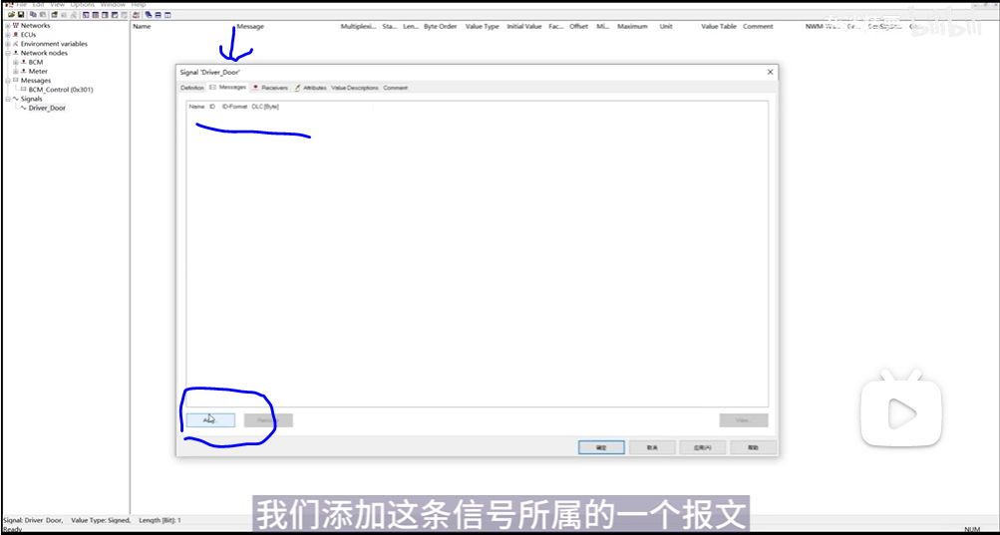 File Edit View Options Window Help
Networks
ECUs
Environment variables
Network nodes
BCM
Meter
Messages
BCM_Control (0x301)
Signals
Driver_Door
Name Message Multiplexi... Sta... Len... Byte Order Value Type Initial Value Fac... Offset Mi... Maximum Unit Value Table Comment
Signal 'Driver_Door'
Definition Messages Receivers Attributes Value Descriptions Comment
Name ID ID-Format DLC [Byte]
View...
确定 取消 应用(A) 帮助
我们添加这条信号所属的一个报文
Signal: Driver_Door, Value Type: Signed, Length [Bit]: 1
Ready
NUM
bilibili